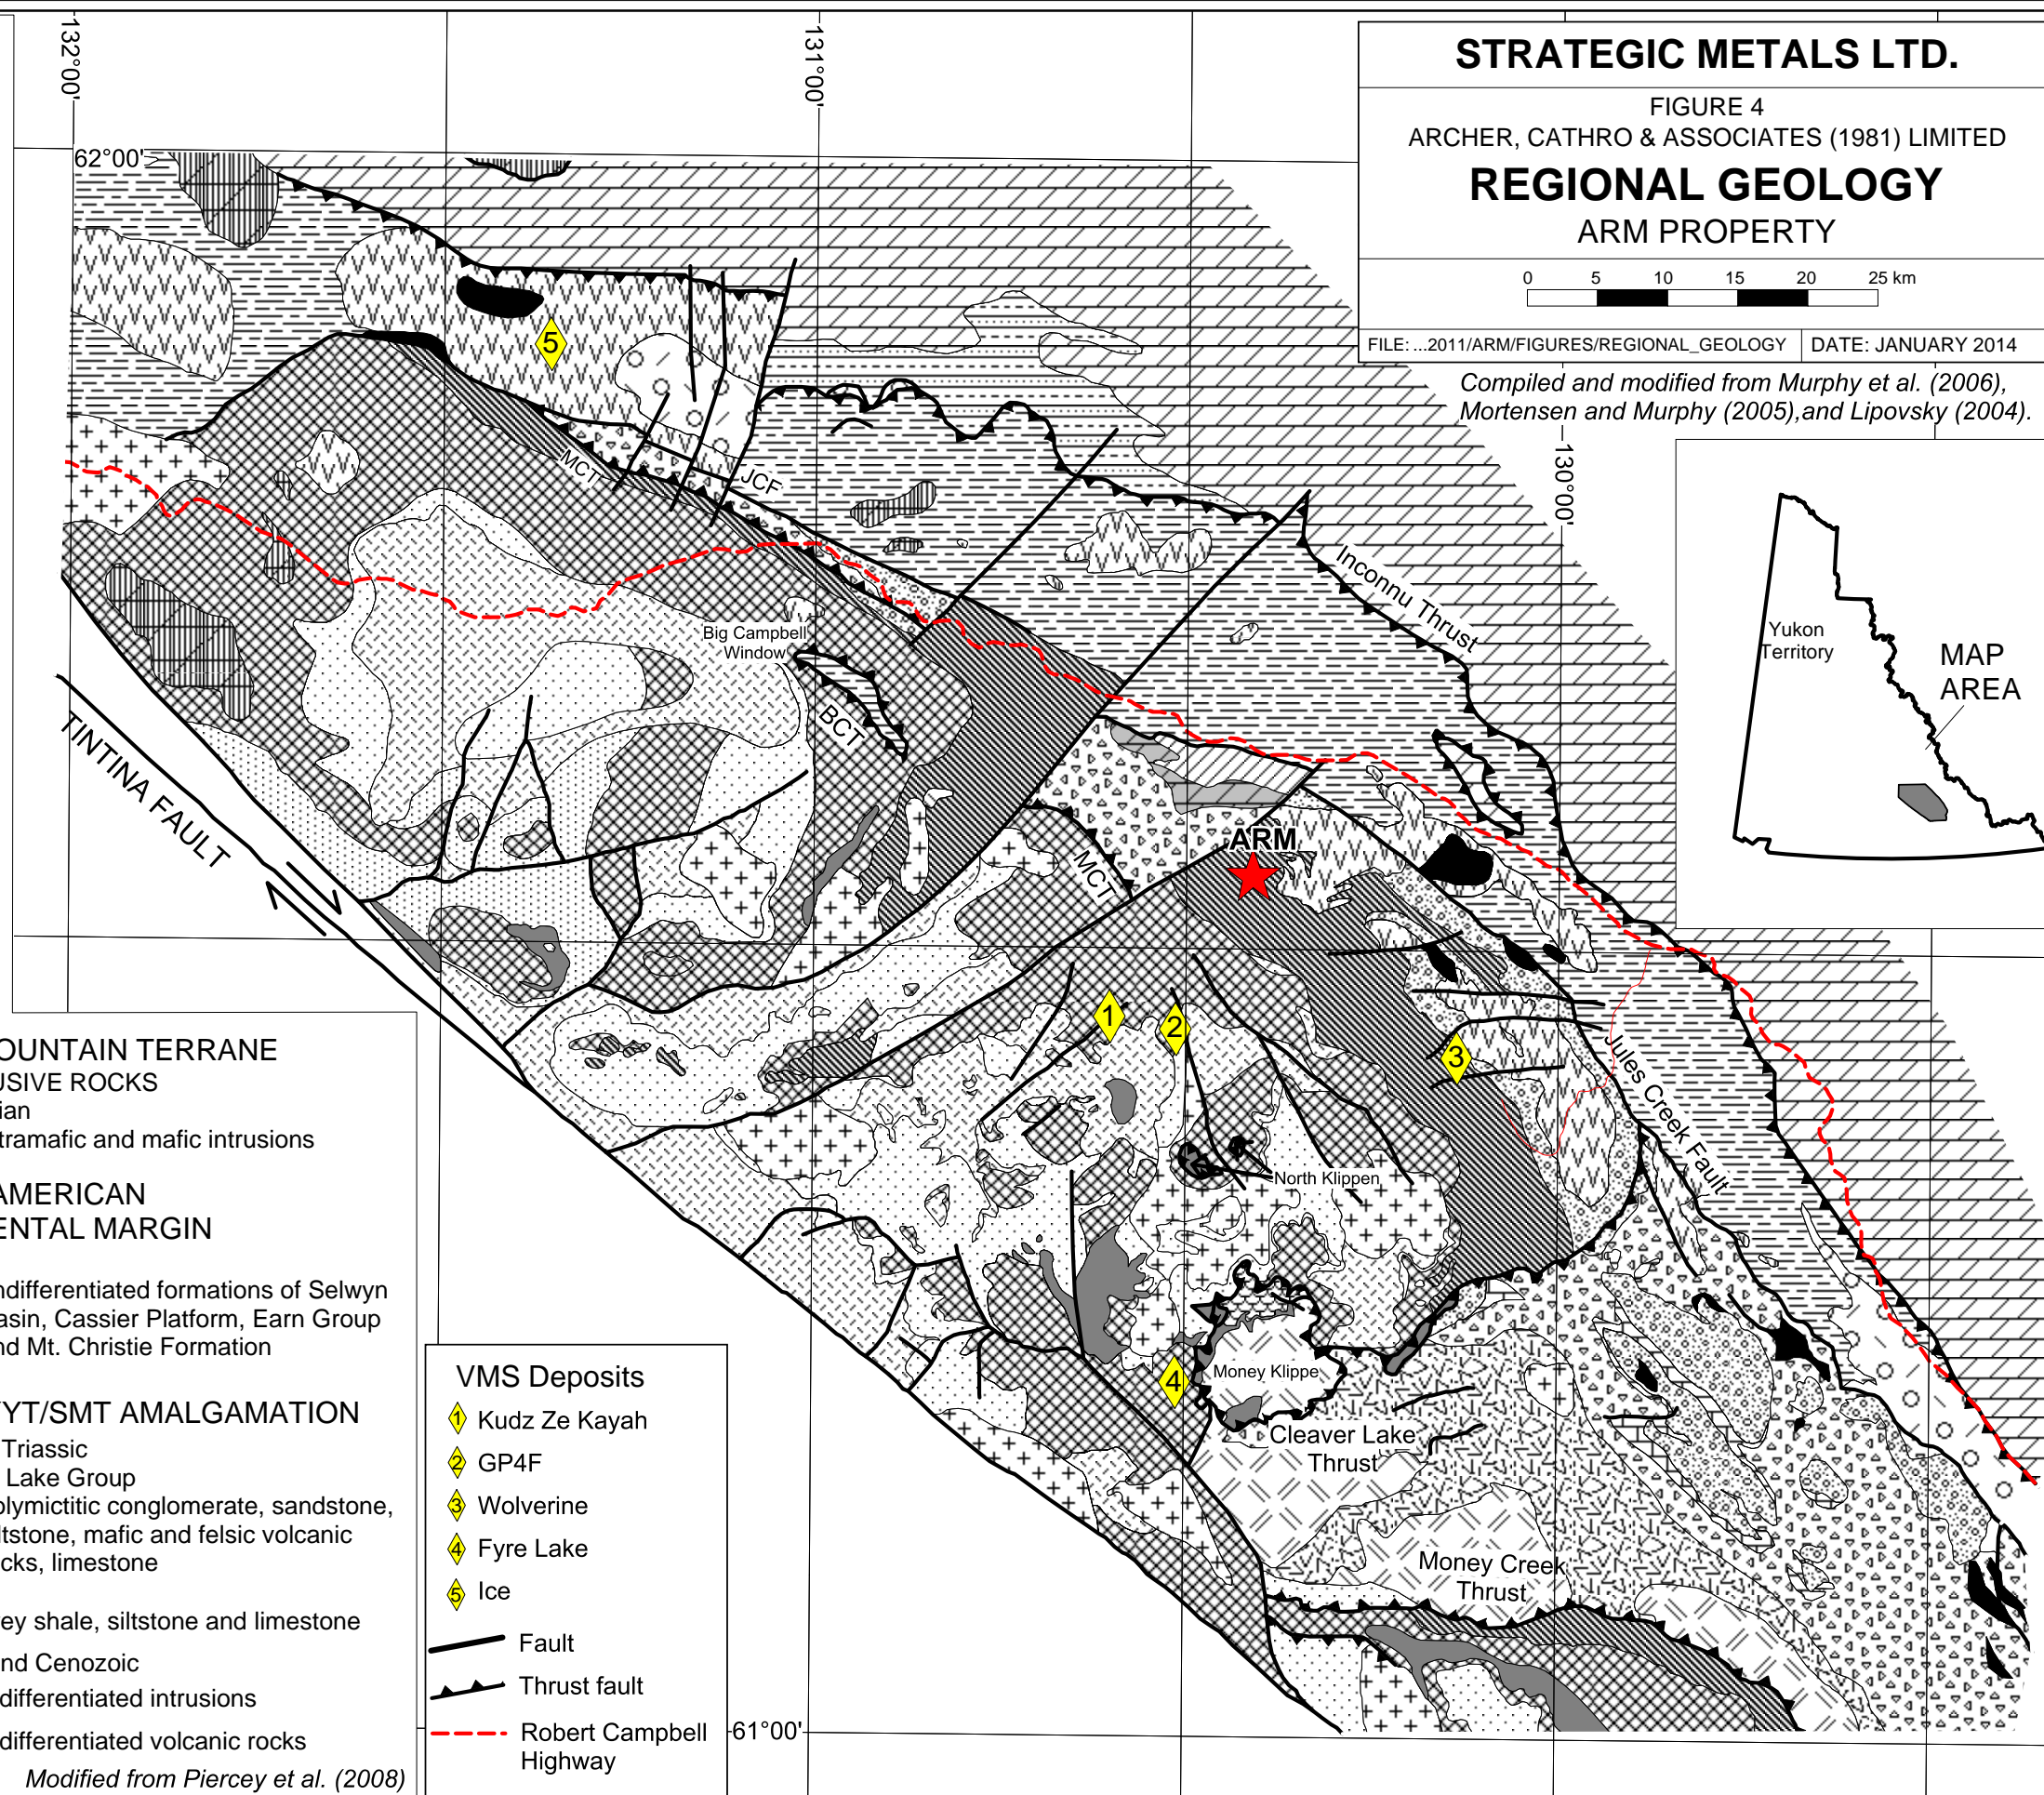 132°00'
131°00'
62°00'
STRATEGIC METALS LTD.
FIGURE 4
ARCHER, CATHRO & ASSOCIATES (1981) LIMITED
REGIONAL GEOLOGY
ARM PROPERTY
0 5 10 15 20 25 km
FILE: ...2011/ARM/FIGURES/REGIONAL_GEOLOGY
DATE: JANUARY 2014
Compiled and modified from Murphy et al. (2006),
Mortensen and Murphy (2005),and Lipovsky (2004).
130°00'
Yukon
Territory
MAP
AREA
5
MCT
JCF
Inconnu Thrust
Big Campbell
Window
BCT
TINTINA FAULT
ARM
MCT
1
2
3
Jules Creek Fault
North Klippen
4
Money Klippe
Cleaver Lake
Thrust
Money Creek
Thrust
61°00'
OUNTAIN TERRANE
USIVE ROCKS
ian
tramafic and mafic intrusions
AMERICAN
ENTAL MARGIN
ndifferentiated formations of Selwyn
asin, Cassier Platform, Earn Group
nd Mt. Christie Formation
YT/SMT AMALGAMATION
Triassic
Lake Group
olymictitic conglomerate, sandstone,
ltstone, mafic and felsic volcanic
cks, limestone
ey shale, siltstone and limestone
nd Cenozoic
differentiated intrusions
differentiated volcanic rocks
Modified from Piercey et al. (2008)
VMS Deposits
1 Kudz Ze Kayah
2 GP4F
3 Wolverine
4 Fyre Lake
5 Ice
Fault
Thrust fault
Robert Campbell
Highway